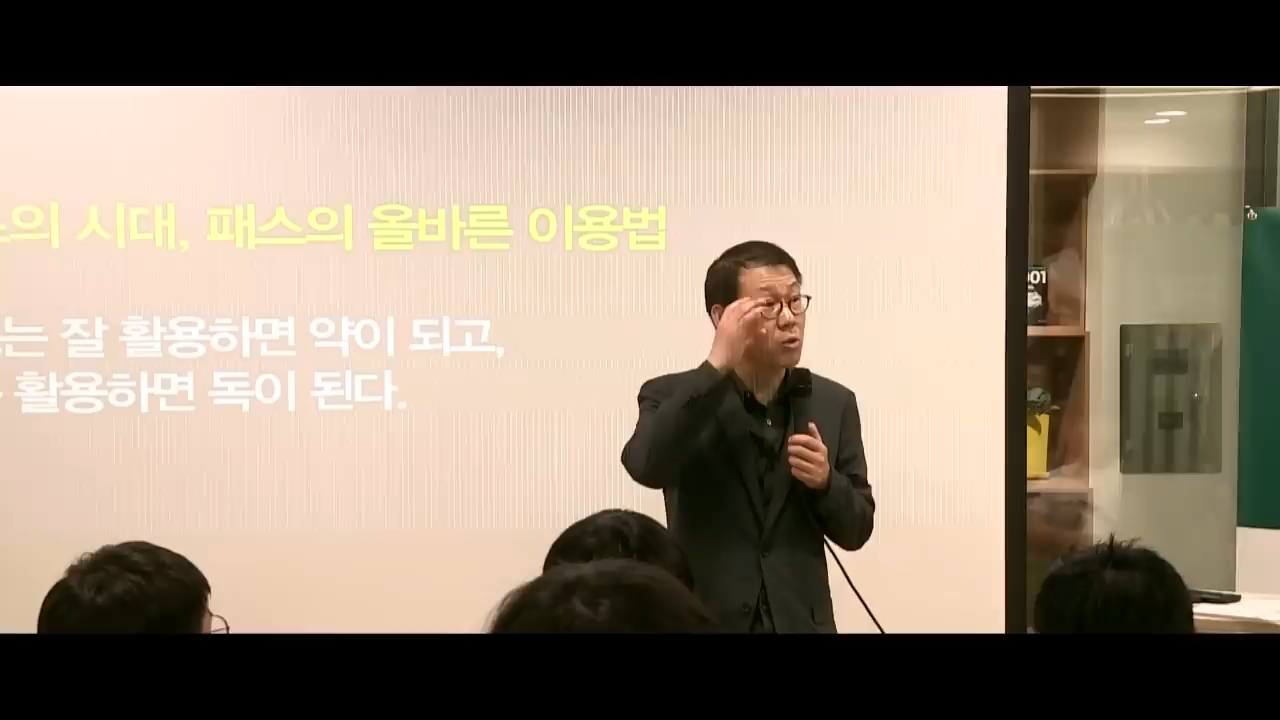 의 시대, 패스의 올바른 이용법
는 잘 활용하면 약이 되고,
활용하면 독이 된다.